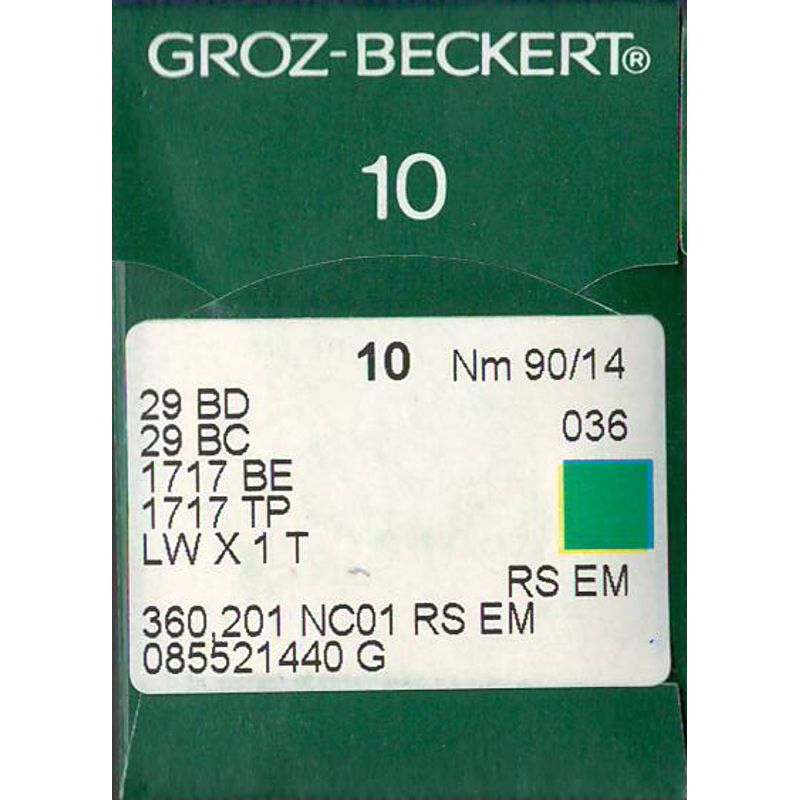 GROZ-BECKERT®
10
10 Nm 90/14
29 BD
036
29 BC
1717 BE
1717 TP
LW X 1 T
RS EM
360,201 NC01 RS EM
085521440 G